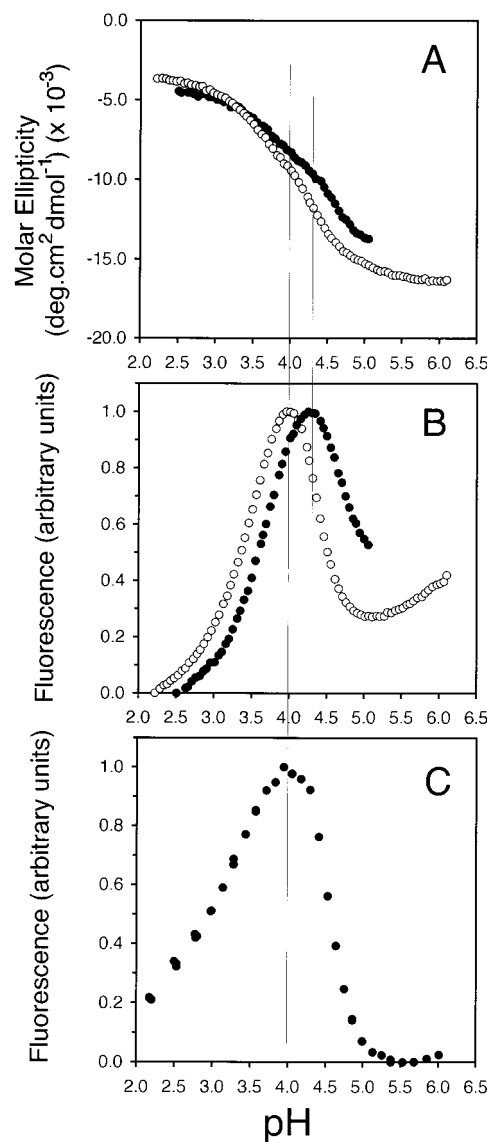 A
Molar Ellipticity
(deg.cm² dmol⁻¹) (x 10⁻³)
0.0
-5.0
-10.0
-15.0
-20.0
2.0 2.5 3.0 3.5 4.0 4.5 5.0 5.5 6.0 6.5
B
Fluorescence (arbitrary units)
1.0
0.8
0.6
0.4
0.2
0.0
2.0 2.5 3.0 3.5 4.0 4.5 5.0 5.5 6.0 6.5
C
Fluorescence (arbitrary units)
1.0
0.8
0.6
0.4
0.2
0.0
2.0 2.5 3.0 3.5 4.0 4.5 5.0 5.5 6.0 6.5
pH